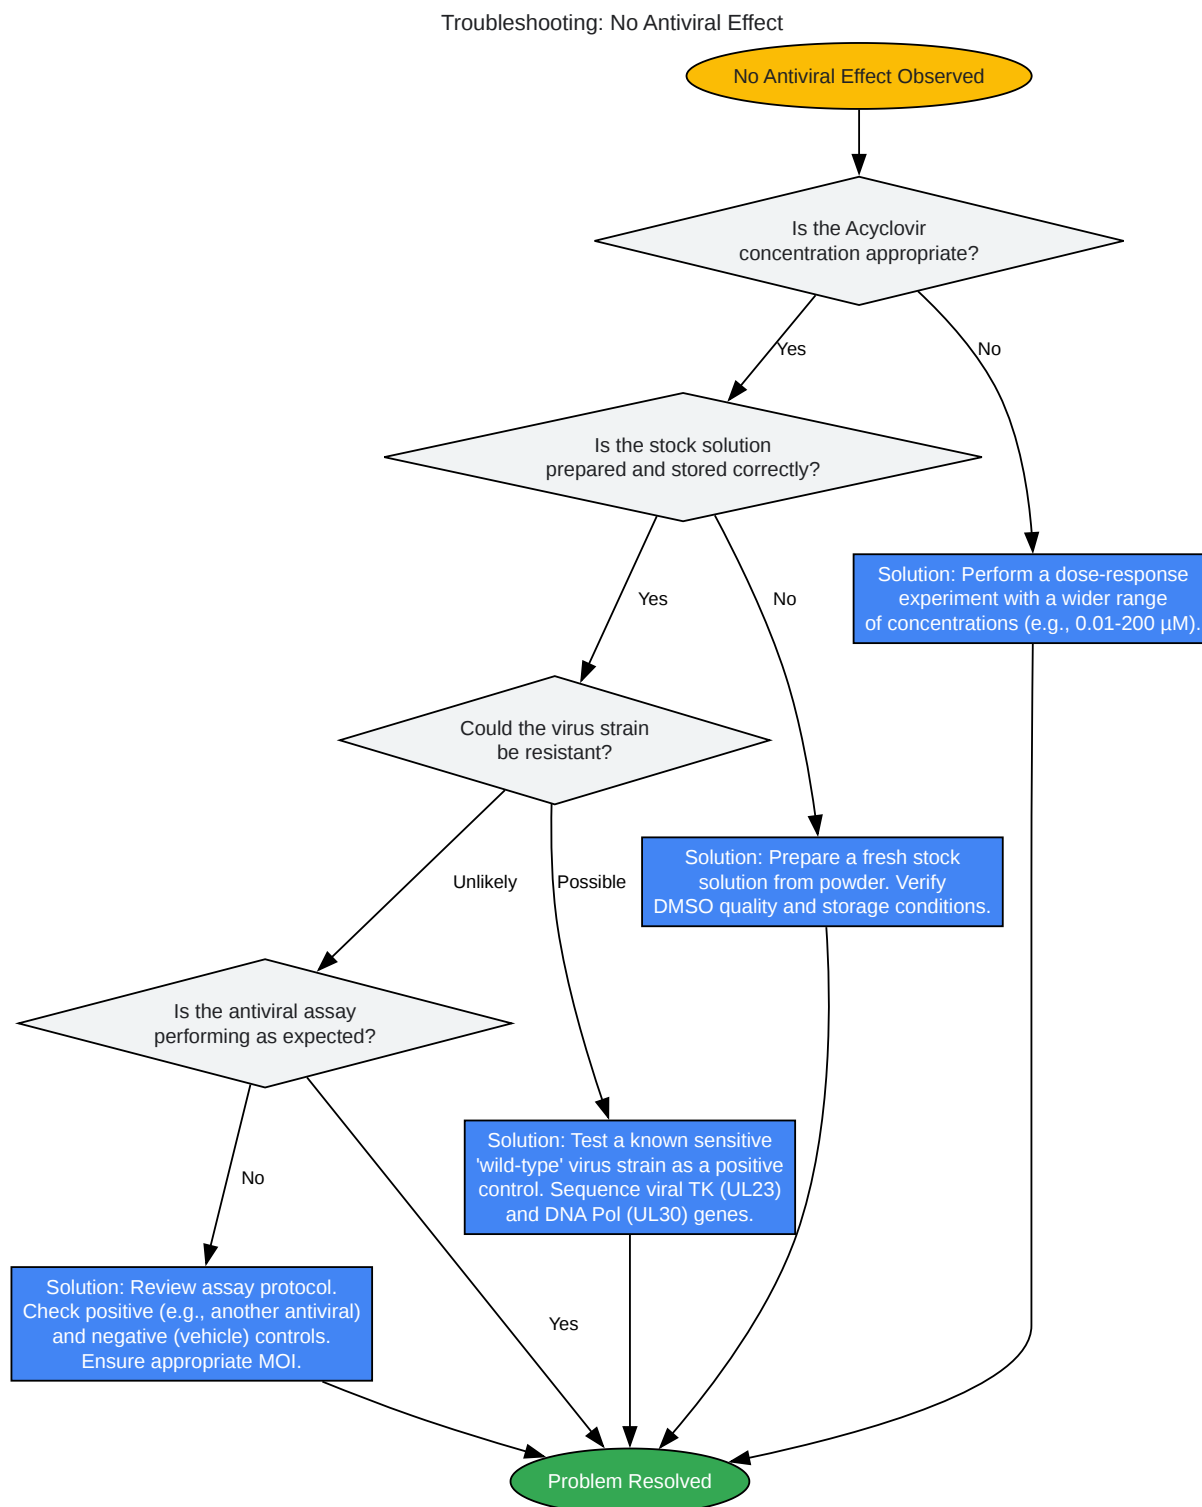 Troubleshooting: No Antiviral Effect
No Antiviral Effect Observed
Is the Acyclovir
concentration appropriate?
Yes
No
Is the stock solution
prepared and stored correctly?
Solution: Perform a dose-response
experiment with a wider range
of concentrations (e.g., 0.01-200 µM).
Yes
No
Could the virus strain
be resistant?
Solution: Prepare a fresh stock
solution from powder. Verify
DMSO quality and storage conditions.
Unlikely
Possible
Is the antiviral assay
performing as expected?
Solution: Test a known sensitive
'wild-type' virus strain as a positive
control. Sequence viral TK (UL23)
and DNA Pol (UL30) genes.
No
Yes
Solution: Review assay protocol.
Check positive (e.g., another antiviral)
and negative (vehicle) controls.
Ensure appropriate MOI.
Problem Resolved